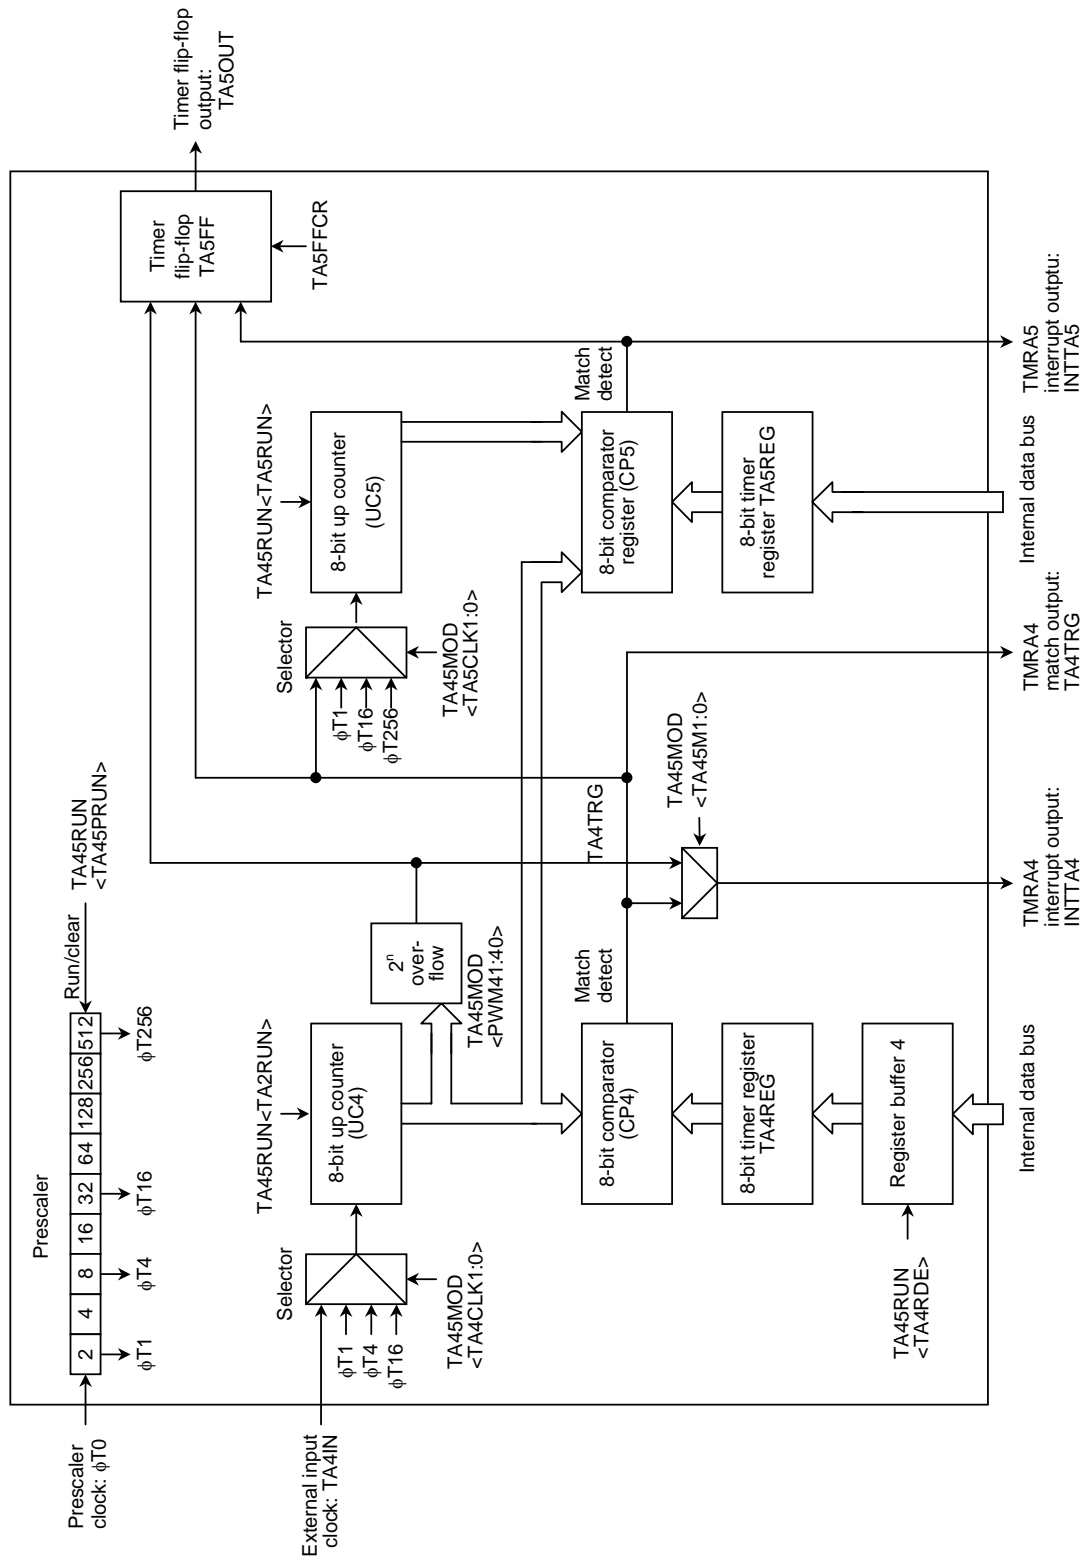 Prescaler
Prescaler
clock: ϕT0
2
4
8
16
32
64
128
256
512
Run/clear
TA45RUN
<TA45PRUN>
ϕT1
ϕT4
ϕT16
ϕT256
Timer
flip-flop
TA5FF
Timer flip-flop
output:
TA5OUT
TA5FFCR
External input
clock: TA4IN
ϕT1
ϕT4
ϕT16
Selector
TA45MOD
<TA4CLK1:0>
TA45RUN<TA2RUN>
8-bit up counter
(UC4)
2ⁿ
over-
flow
TA45MOD
<PWM41:40>
TA4TRG
Selector
ϕT1
ϕT16
ϕT256
TA45MOD
<TA5CLK1:0>
TA45RUN<TA5RUN>
8-bit up counter
(UC5)
8-bit comparator
(CP4)
Match
detect
TA45MOD
<TA45M1:0>
8-bit comparator
register (CP5)
Match
detect
8-bit timer register
TA4REG
8-bit timer
register TA5REG
Register buffer 4
TA45RUN
<TA4RDE>
Internal data bus
TMRA4
interrupt output:
INTTA4
TMRA4
match output:
TA4TRG
Internal data bus
TMRA5
interrupt outptu:
INTTA5